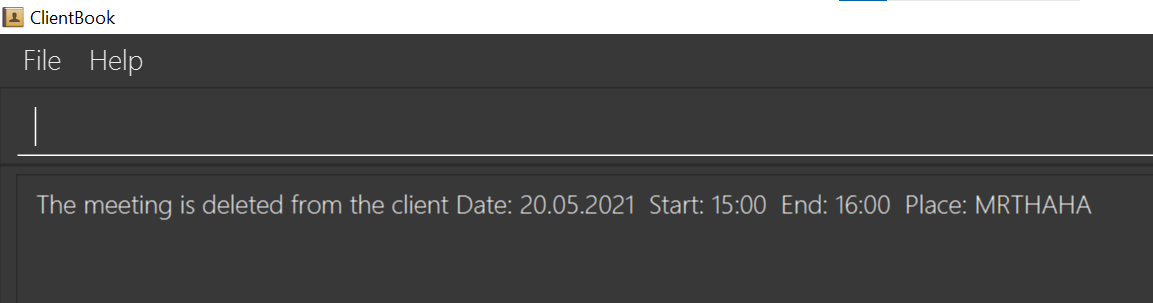 ClientBook
File Help
The meeting is deleted from the client Date: 20.05.2021 Start: 15:00 End: 16:00 Place: MRTHAHA